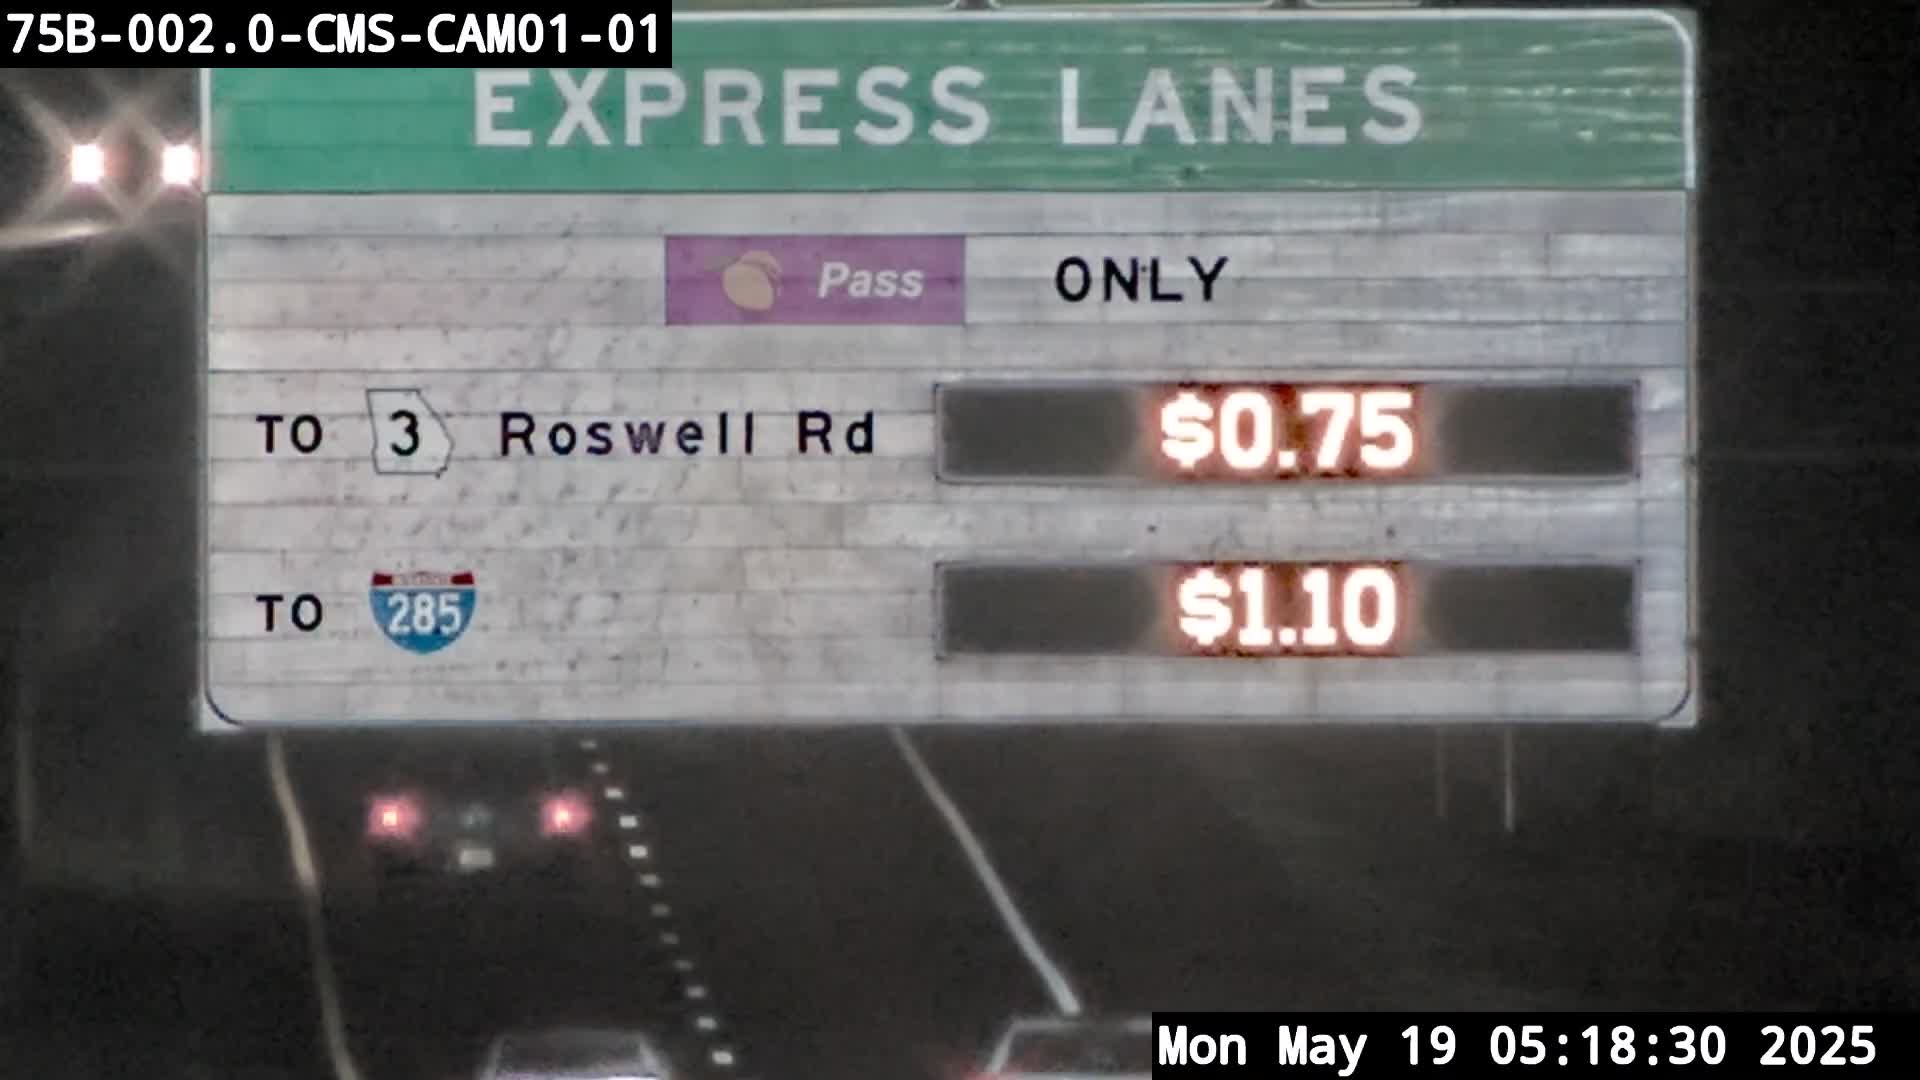 75B-002.0-CMS-CAM01-01
EXPRESS LANES
Pass ONLY
TO 3 Roswell Rd $0.75
TO 285 $1.10
Mon May 19 05:18:30 2025